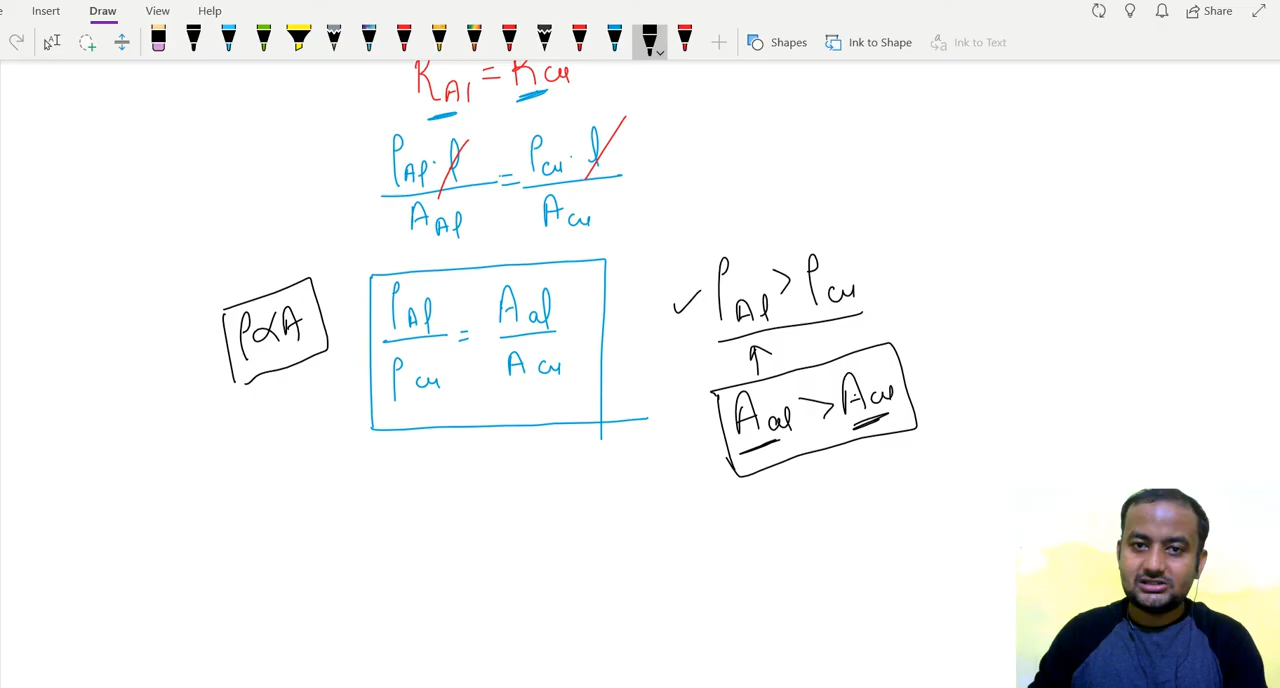 Insert Draw View Help Share
Shapes Ink to Shape Ink to Text
R_Al = R_cu
ρ_Al · l / A_Al = ρ_cu · l / A_cu
ρ ∝ A
ρ_Al / ρ_cu = A_al / A_cu
✓ ρ_Al > ρ_cu
↑
A_al > A_cu